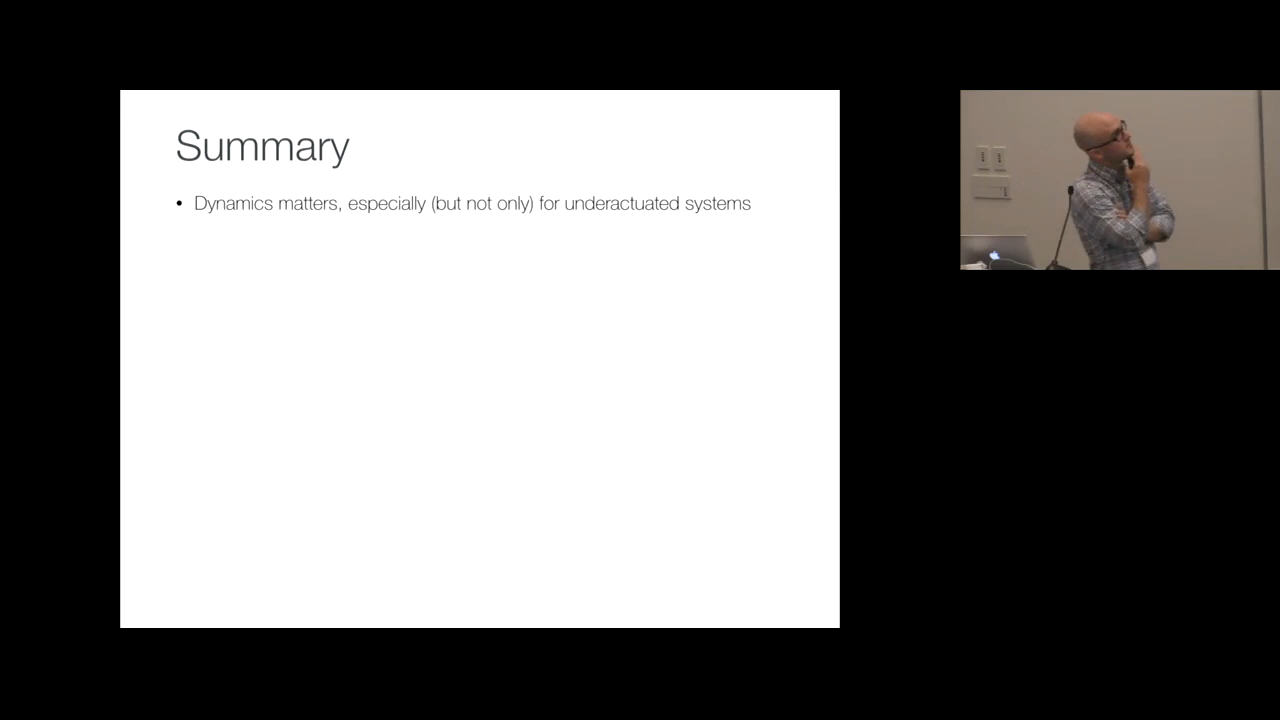 Summary
• Dynamics matters, especially (but not only) for underactuated systems